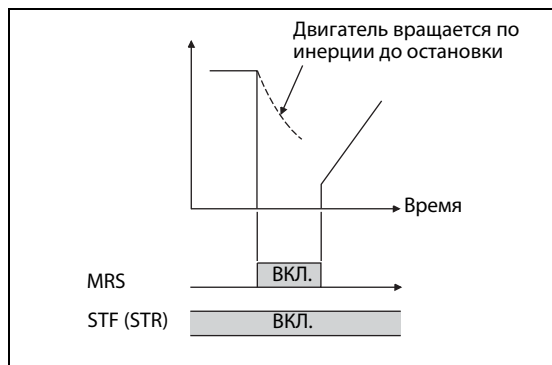 Двигатель вращается по
инерции до остановки
Время
MRS
ВКЛ.
STF (STR)
ВКЛ.